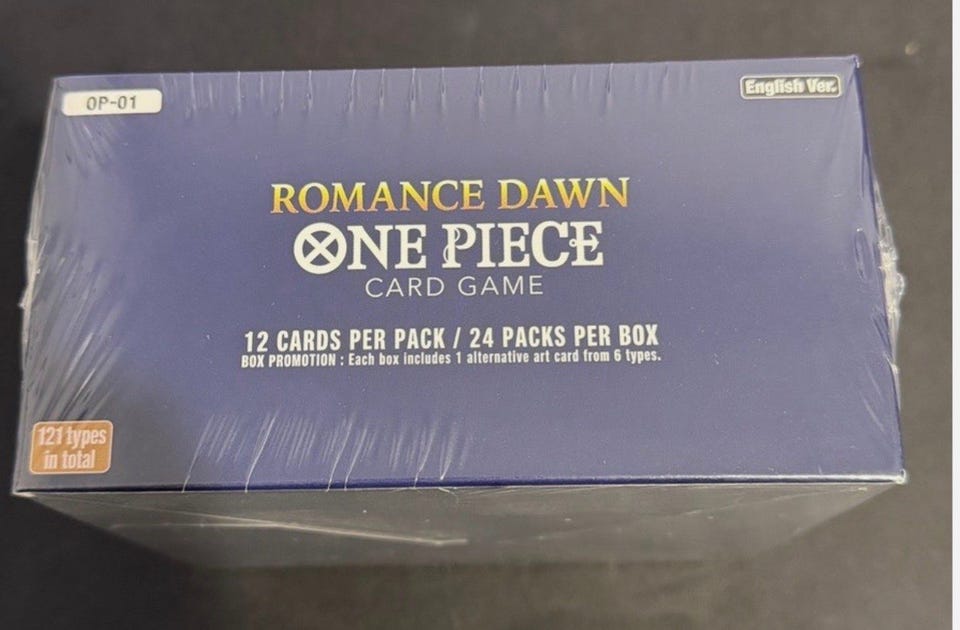 OP-01
English Ver.
ROMANCE DAWN
ONE PIECE
CARD GAME
12 CARDS PER PACK / 24 PACKS PER BOX
BOX PROMOTION : Each box includes 1 alternative art card from 6 types.
121 types
in total